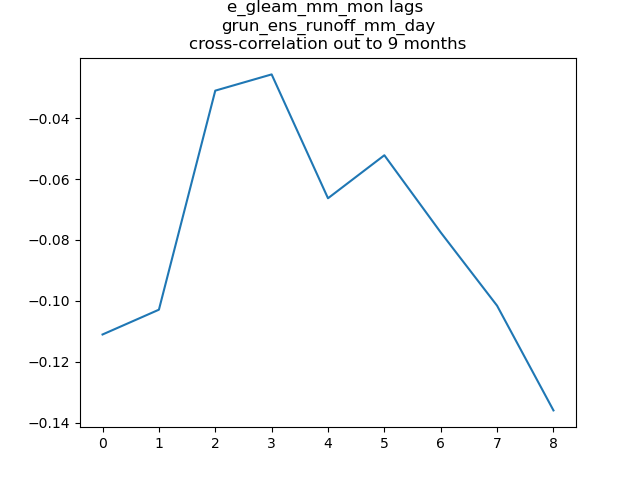 e_gleam_mm_mon lags
grun_ens_runoff_mm_day
cross-correlation out to 9 months
−0.04
−0.06
−0.08
−0.10
−0.12
−0.14
0 1 2 3 4 5 6 7 8